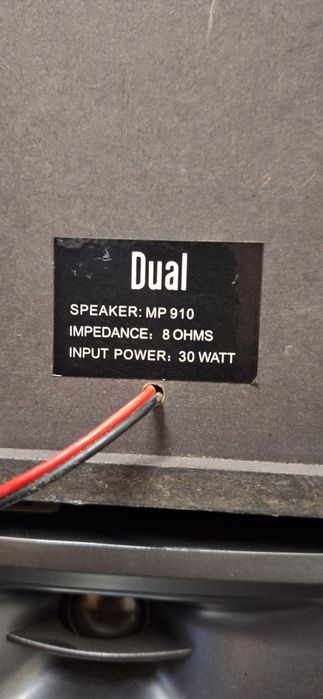 Dual
SPEAKER: MP 910
IMPEDANCE: 8 OHMS
INPUT POWER: 30 WATT